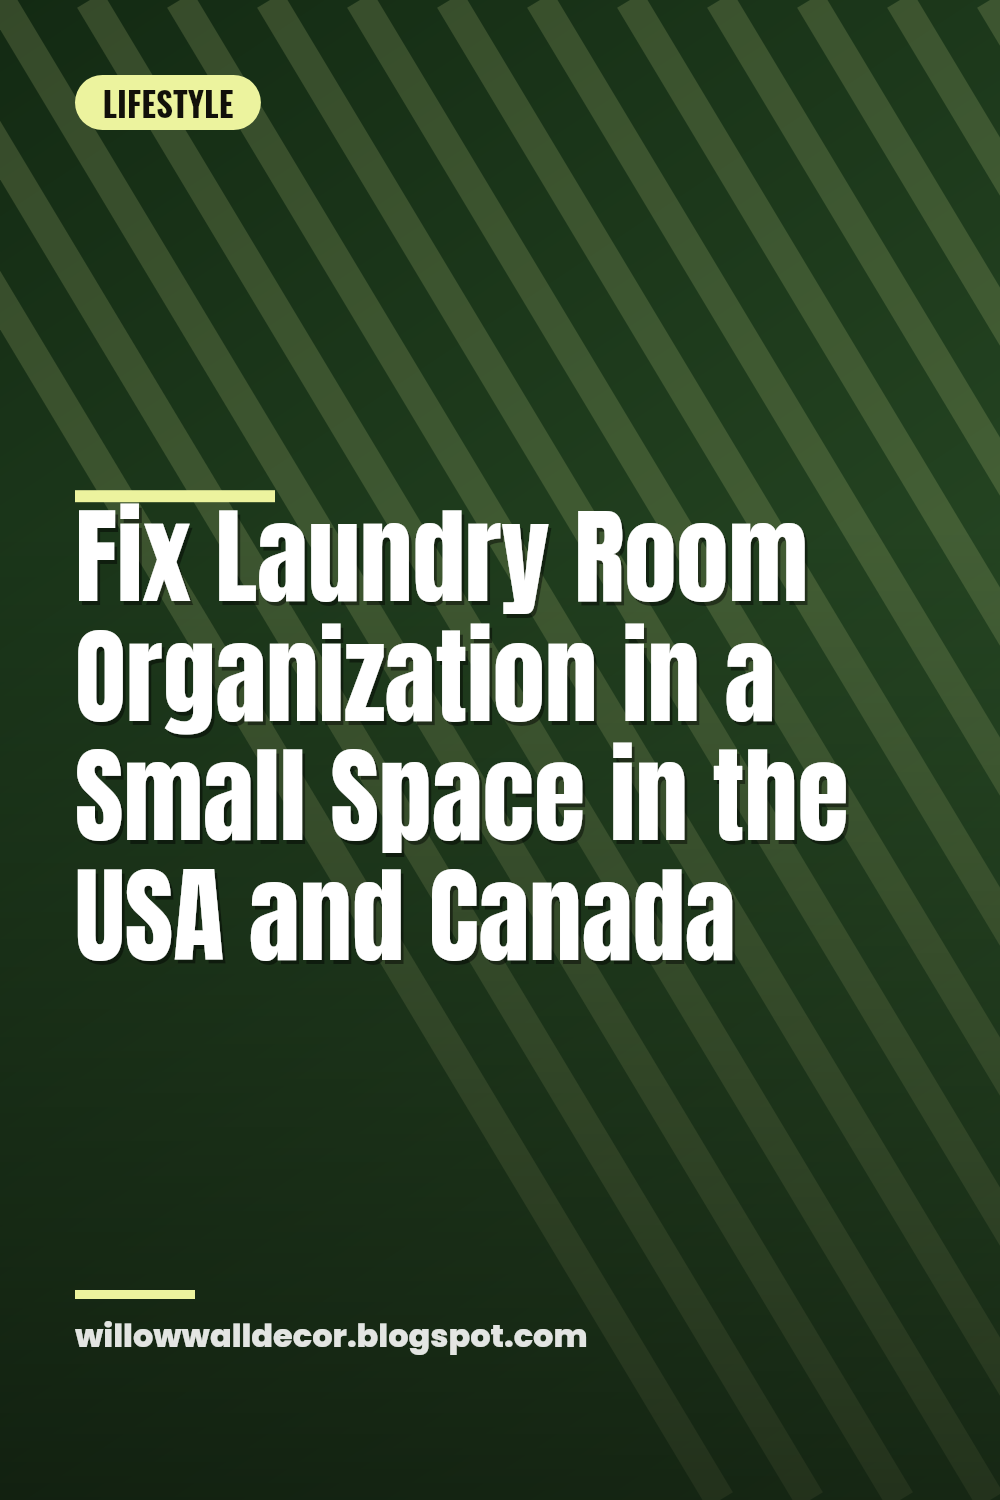 LIFESTYLE
Fix Laundry Room
Organization in a
Small Space in the
USA and Canada
willowwalldecor.blogspot.com